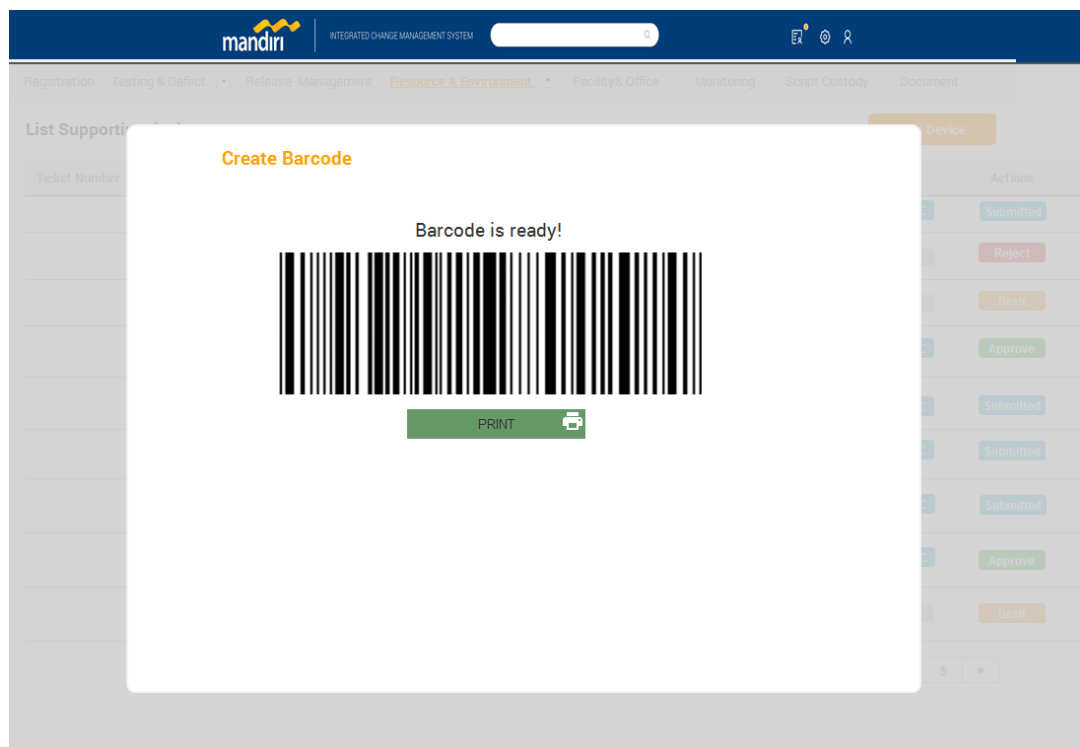 mandiri INTEGRATED CHANGE MANAGEMENT SYSTEM
Registration Testing & Defect Release Management Resource & Environment Facility& Office Monitoring Script Custody Document
List Device
Create Barcode
Ticket Number Actions
Submitted
Barcode is ready!
Reject
Draft
Approve
Submitted
PRINT
Submitted
Submitted
Approve
Draft
5 »